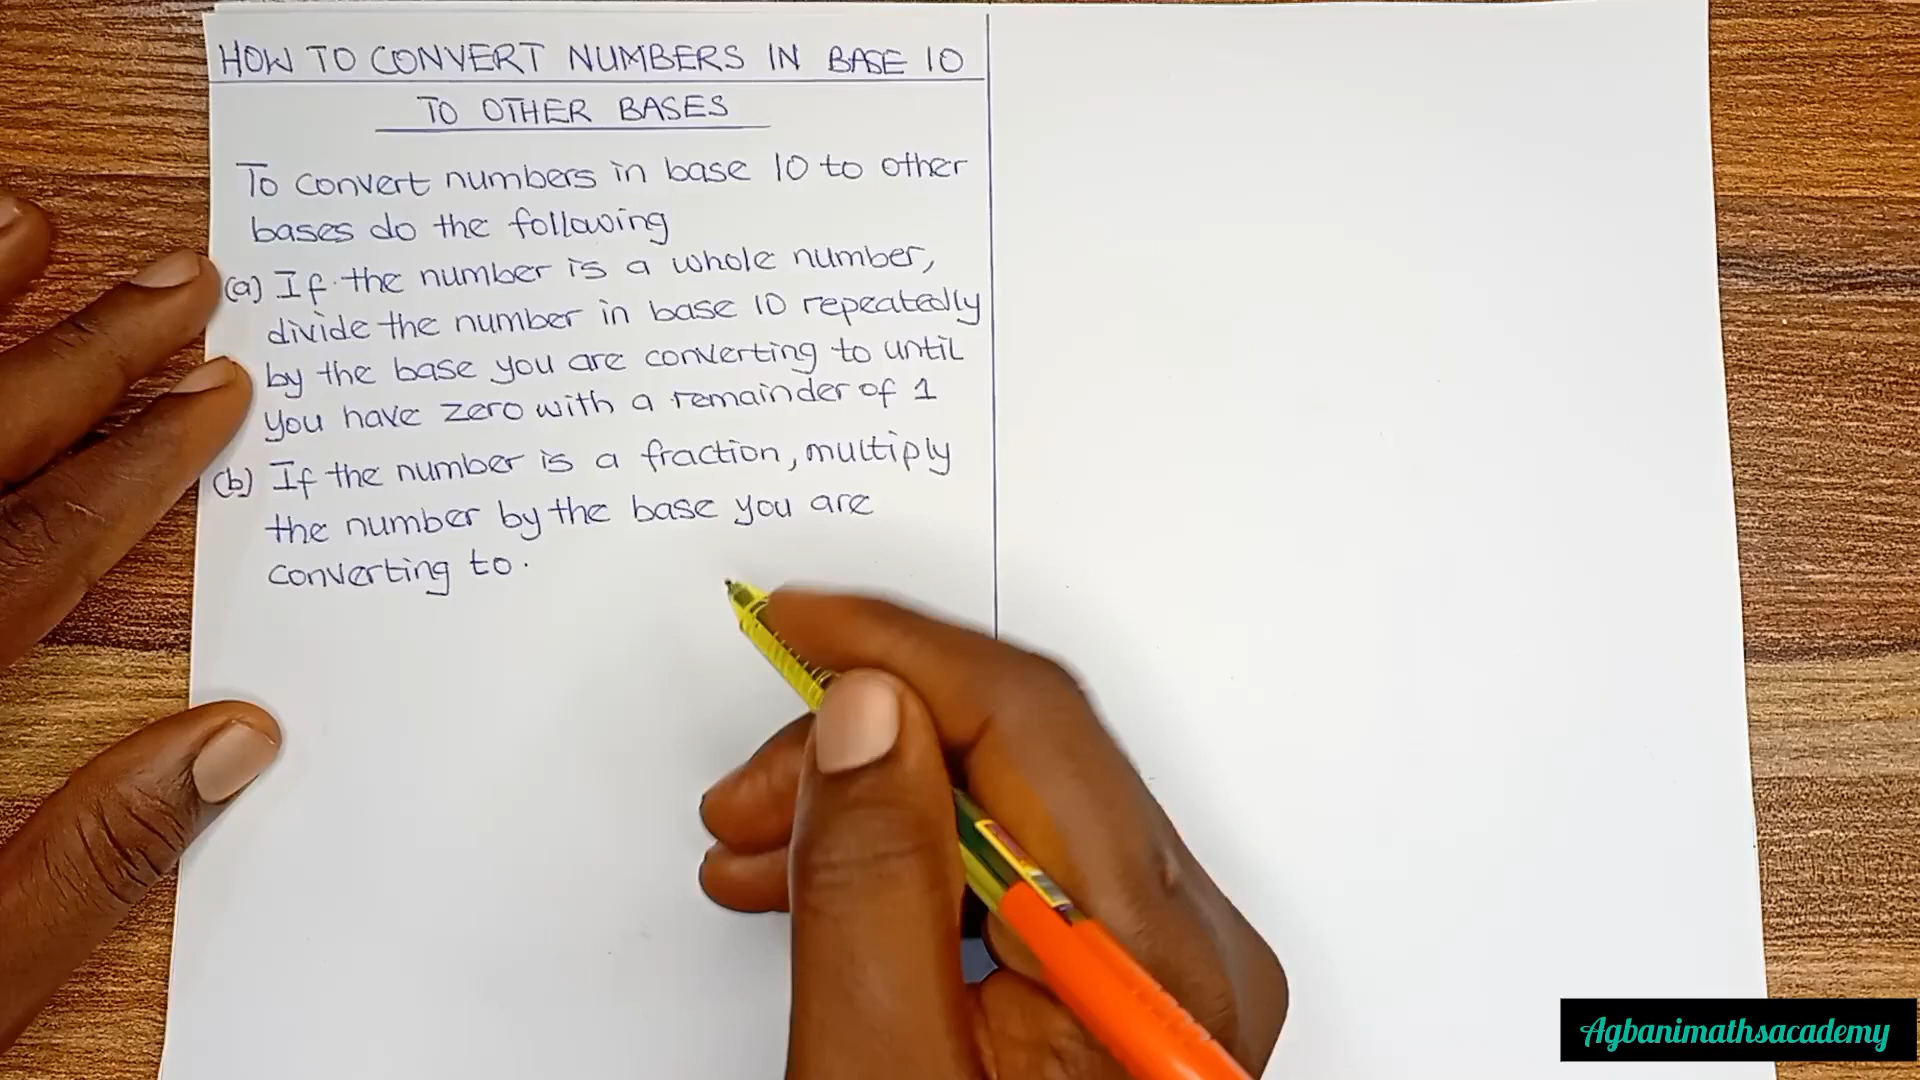 HOW TO CONVERT NUMBERS IN BASE 10
TO OTHER BASES
To convert numbers in base 10 to other
bases do the following
(a) If the number is a whole number,
divide the number in base 10 repeatedly
by the base you are converting to until
you have zero with a remainder of 1
(b) If the number is a fraction, multiply
the number by the base you are
converting to.
Agbanimathsacademy